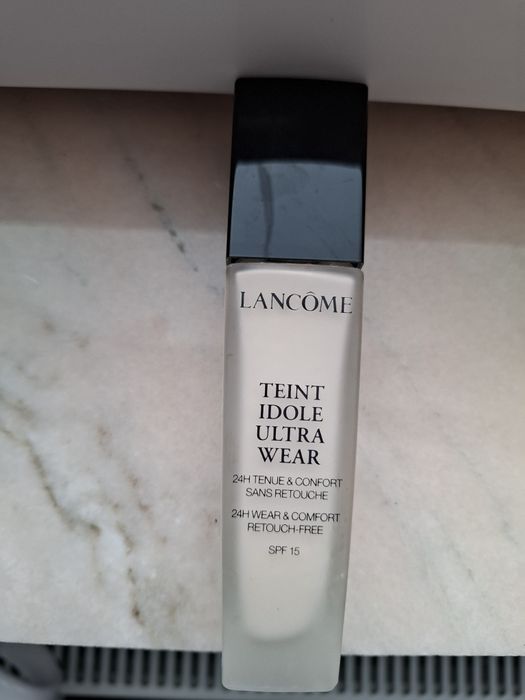 LANCÔME
TEINT
IDOLE
ULTRA
WEAR
24H TENUE & CONFORT
SANS RETOUCHE
24H WEAR & COMFORT
RETOUCH-FREE
SPF 15